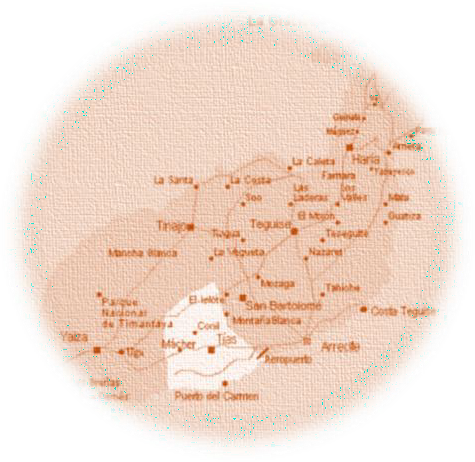 Guinate
Máguez
Haría
Arrieta
Tabayesco
La Caleta
Famara
La Santa
La Costa
Las
Laderas
Los
Valles
Mala
Soo
Guatiza
El Mojón
Tinajo
Teguise
Tiagua
Teseguite
Mancha Blanca
La Vegueta
Nazaret
Mozaga
Tahiche
Parque
Nacional
de Timanfaya
El Islote
San Bartolomé
Costa Teguise
Montaña Blanca
Conil
Yaiza
Uga
Mácher
Tías
Arrecife
Aeropuerto
Puerto del Carmen